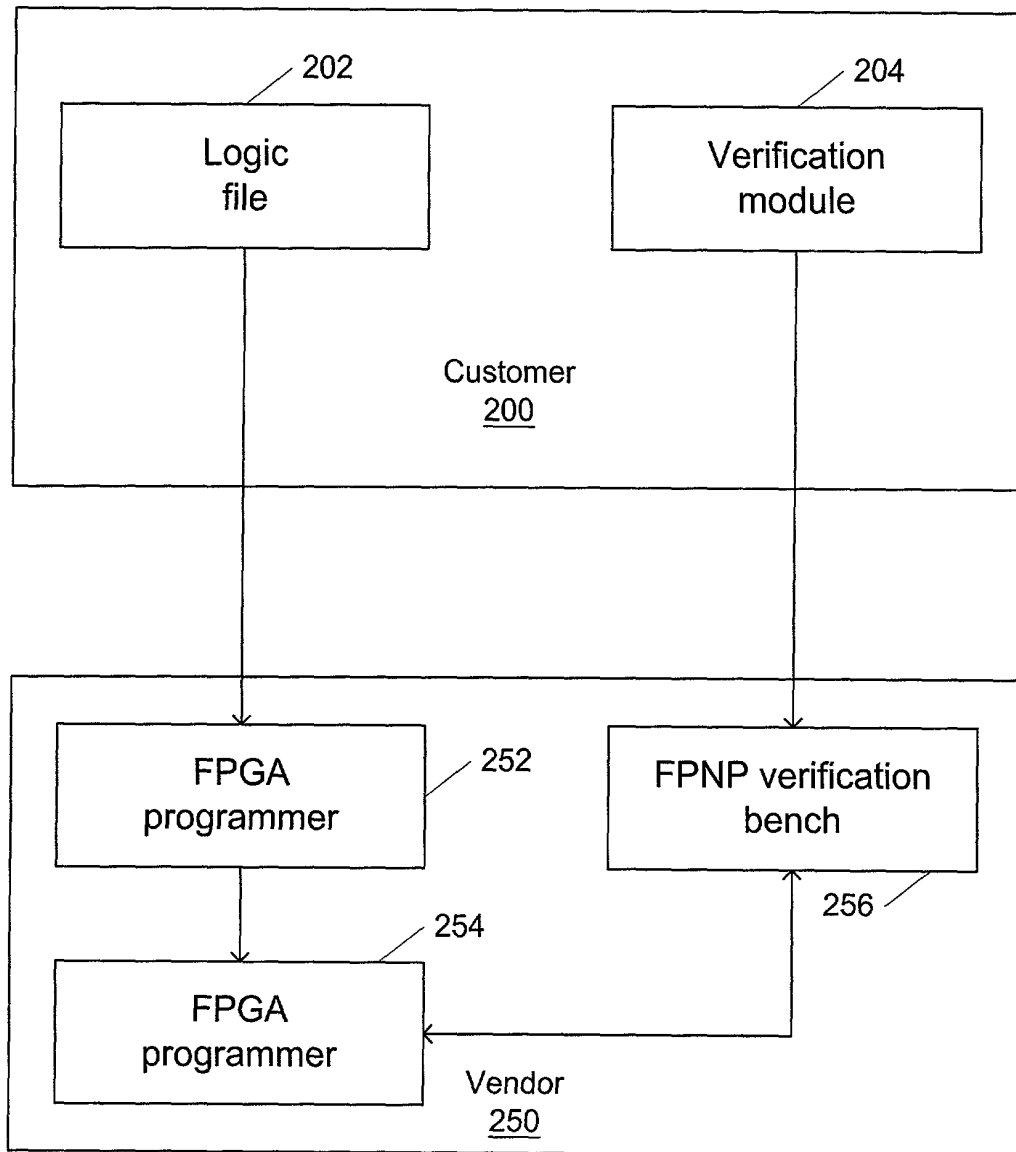 202
204
Logic
file
Verification
module
Customer
200
FPGA
programmer
252
FPNP verification
bench
256
254
FPGA
programmer
Vendor
250